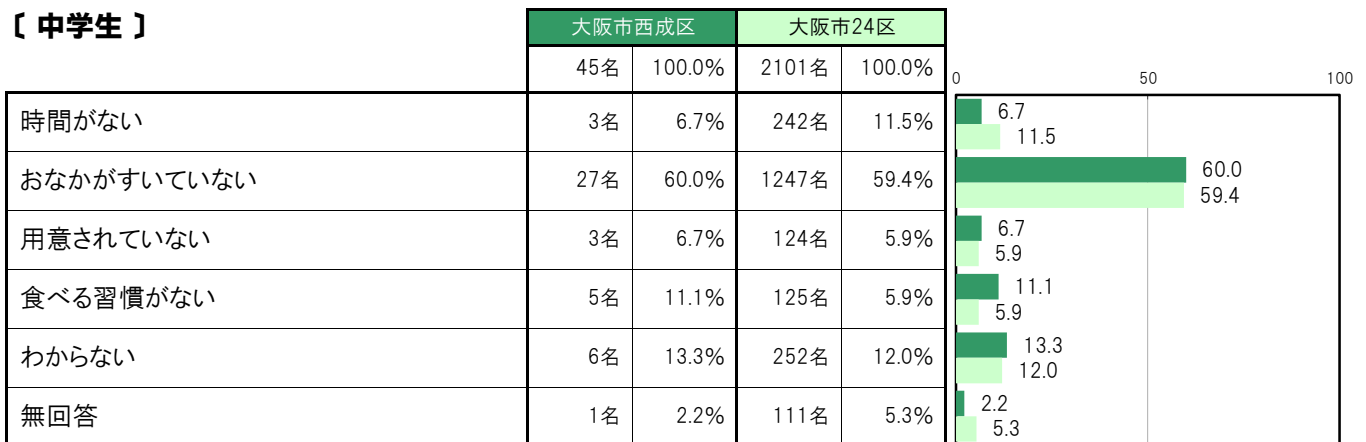 〔 中学生 〕
大阪市西成区 大阪市24区
45名 100.0% 2101名 100.0%
0 50 100
時間がない 3名 6.7% 242名 11.5%
6.7
11.5
おなかがすいていない 27名 60.0% 1247名 59.4%
60.0
59.4
用意されていない 3名 6.7% 124名 5.9%
6.7
5.9
食べる習慣がない 5名 11.1% 125名 5.9%
11.1
5.9
わからない 6名 13.3% 252名 12.0%
13.3
12.0
無回答 1名 2.2% 111名 5.3%
2.2
5.3